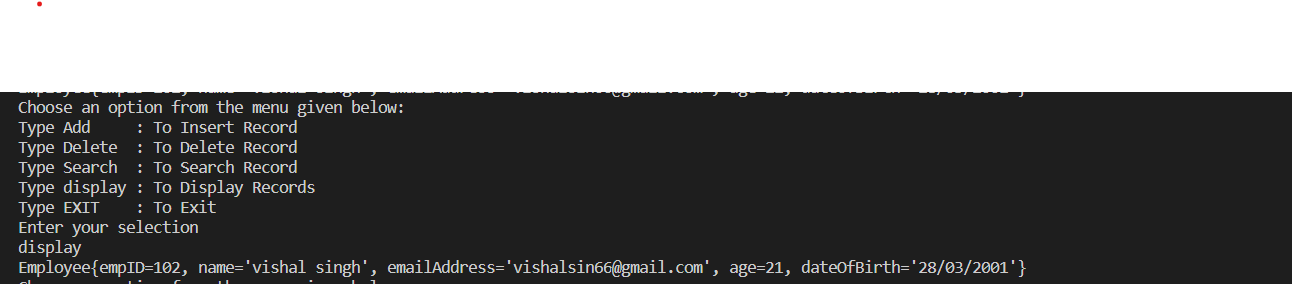 Choose an option from the menu given below:
Type Add     : To Insert Record
Type Delete  : To Delete Record
Type Search  : To Search Record
Type display : To Display Records
Type EXIT    : To Exit
Enter your selection
display
Employee{empID=102, name='vishal singh', emailAddress='vishalsin66@gmail.com', age=21, dateOfBirth='28/03/2001'}